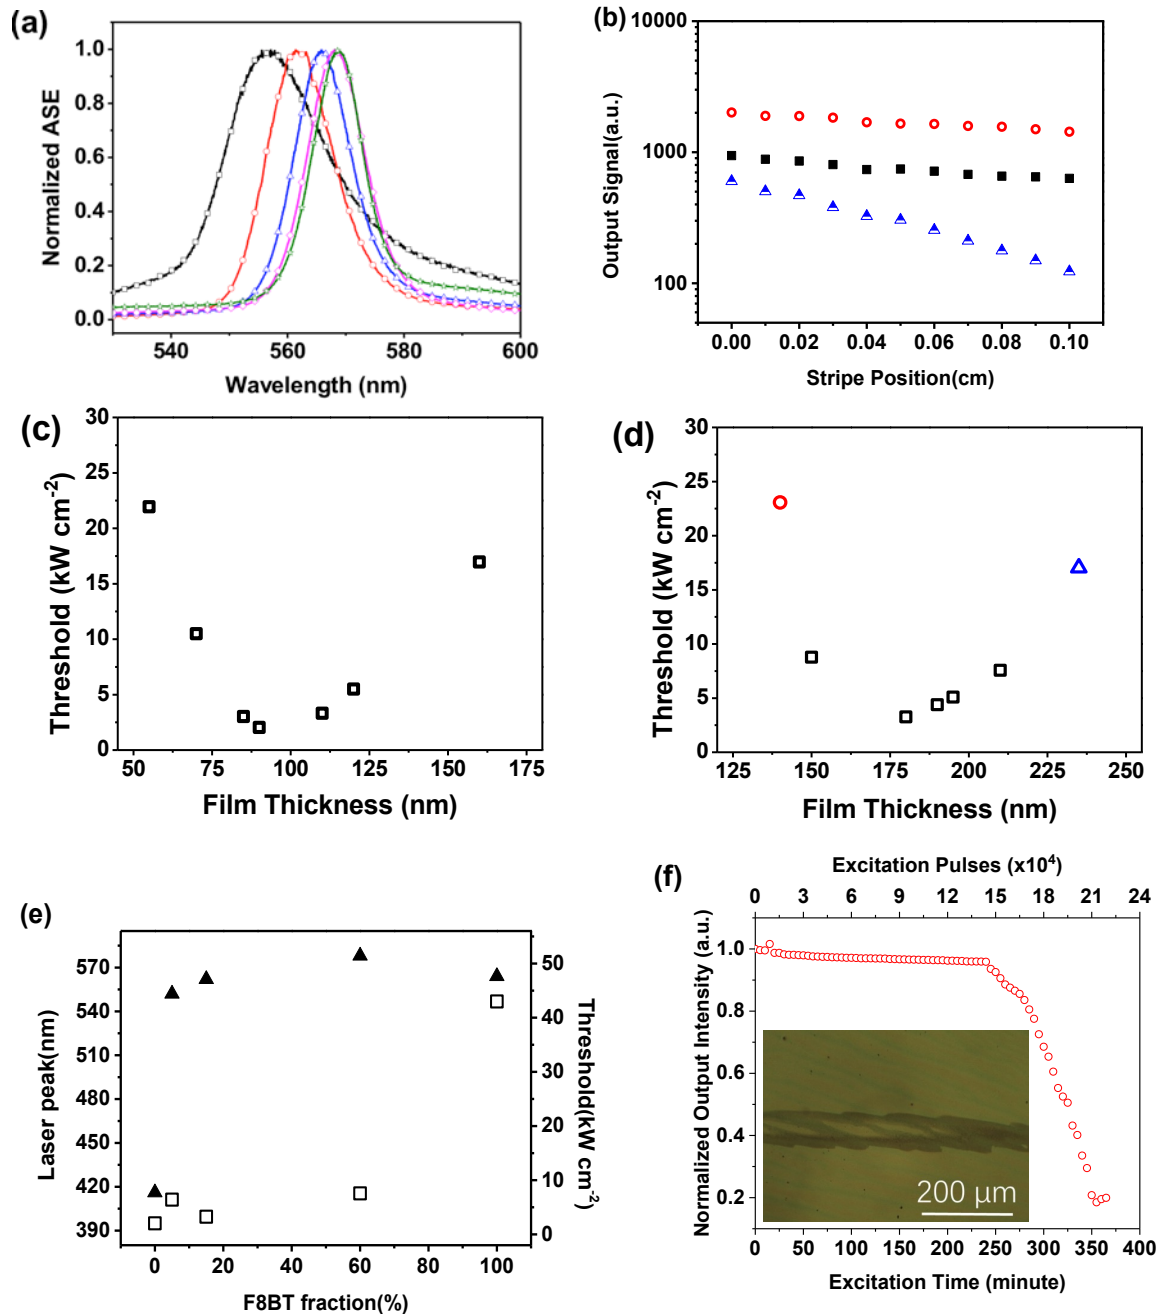 (a)
Normalized ASE
1.0
0.8
0.6
0.4
0.2
0.0
540 560 580 600
Wavelength (nm)
(b)
Output Signal(a.u.)
10000
1000
100
0.00 0.02 0.04 0.06 0.08 0.10
Stripe Position(cm)
(c)
Threshold (kW cm-2)
30
25
20
15
10
5
0
50 75 100 125 150 175
Film Thickness (nm)
(d)
Threshold (kW cm-2)
30
25
20
15
10
5
0
125 150 175 200 225 250
Film Thickness (nm)
(e)
Laser peak(nm)
570
540
510
480
450
420
390
Threshold(kW cm-2)
50
40
30
20
10
0
0 20 40 60 80 100
F8BT fraction(%)
(f)
Excitation Pulses (x10⁴)
0 3 6 9 12 15 18 21 24
Normalized Output Intensity (a.u.)
1.0
0.8
0.6
0.4
0.2
200 μm
0 50 100 150 200 250 300 350 400
Excitation Time (minute)